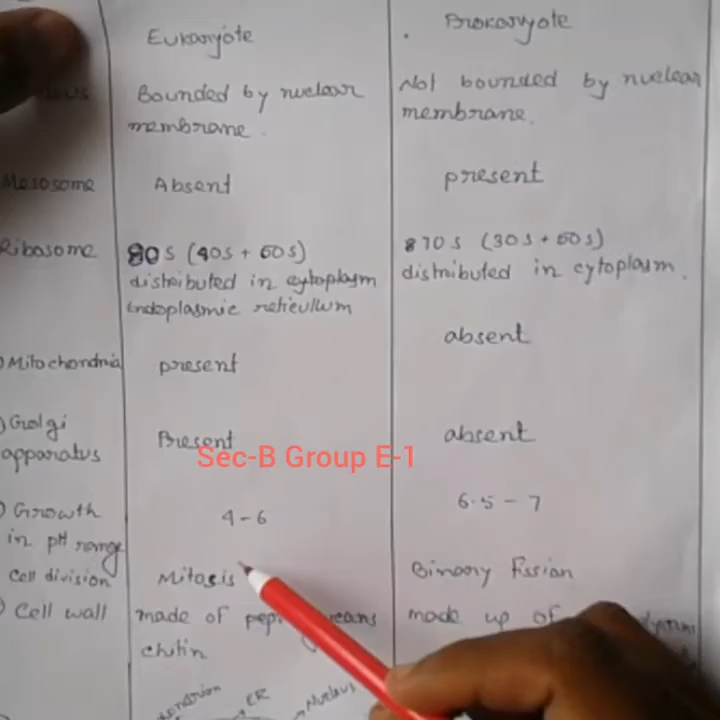 Eukaryote
Prokaryote
Bounded by nuclear
membrane.
Not bounded by nuclear
membrane.
Mesosome
Absent
present
Ribosome
80s (40s + 60s)
distributed in cytoplasm
Endoplasmic reticulum
70s (30s + 50s)
distributed in cytoplasm.
Mitochondria
present
absent
Golgi
apparatus
Present
absent
Sec-B Group E-1
Growth
in pH range
4-6
6.5 - 7
Cell division
Mitosis
Binary fission
Cell wall
made of
chitin
made up of
ER
Nucleus